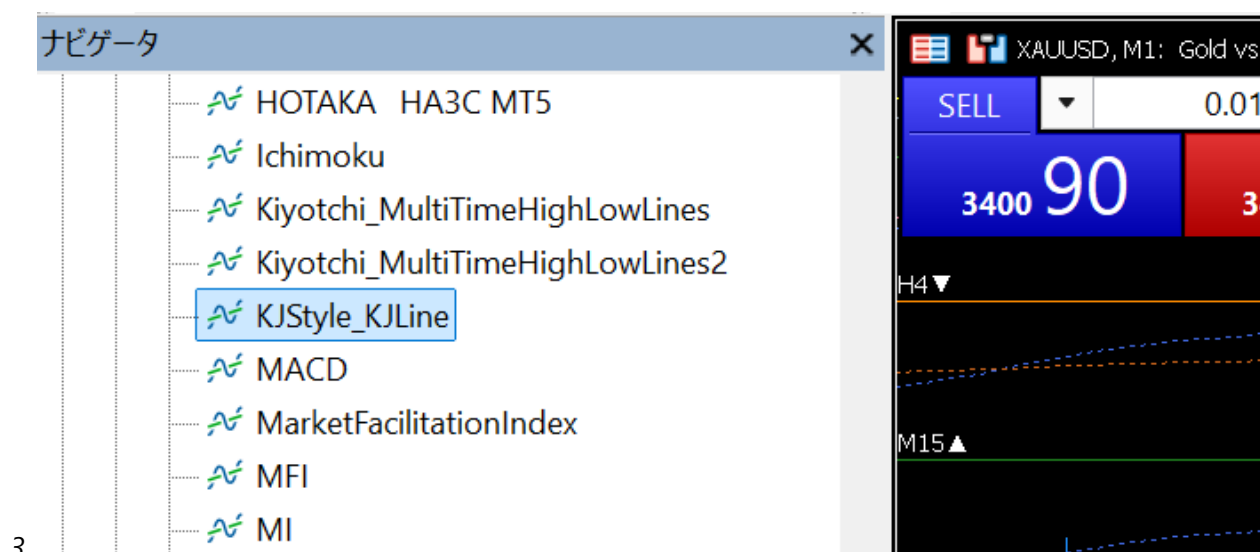 ナビゲータ
HOTAKA HA3C MT5
Ichimoku
Kiyotchi_MultiTimeHighLowLines
Kiyotchi_MultiTimeHighLowLines2
KJStyle_KJLine
MACD
MarketFacilitationIndex
MFI
MI
3
XAUUSD, M1: Gold vs
SELL 0.01
3400 90 3
H4▼
M15▲